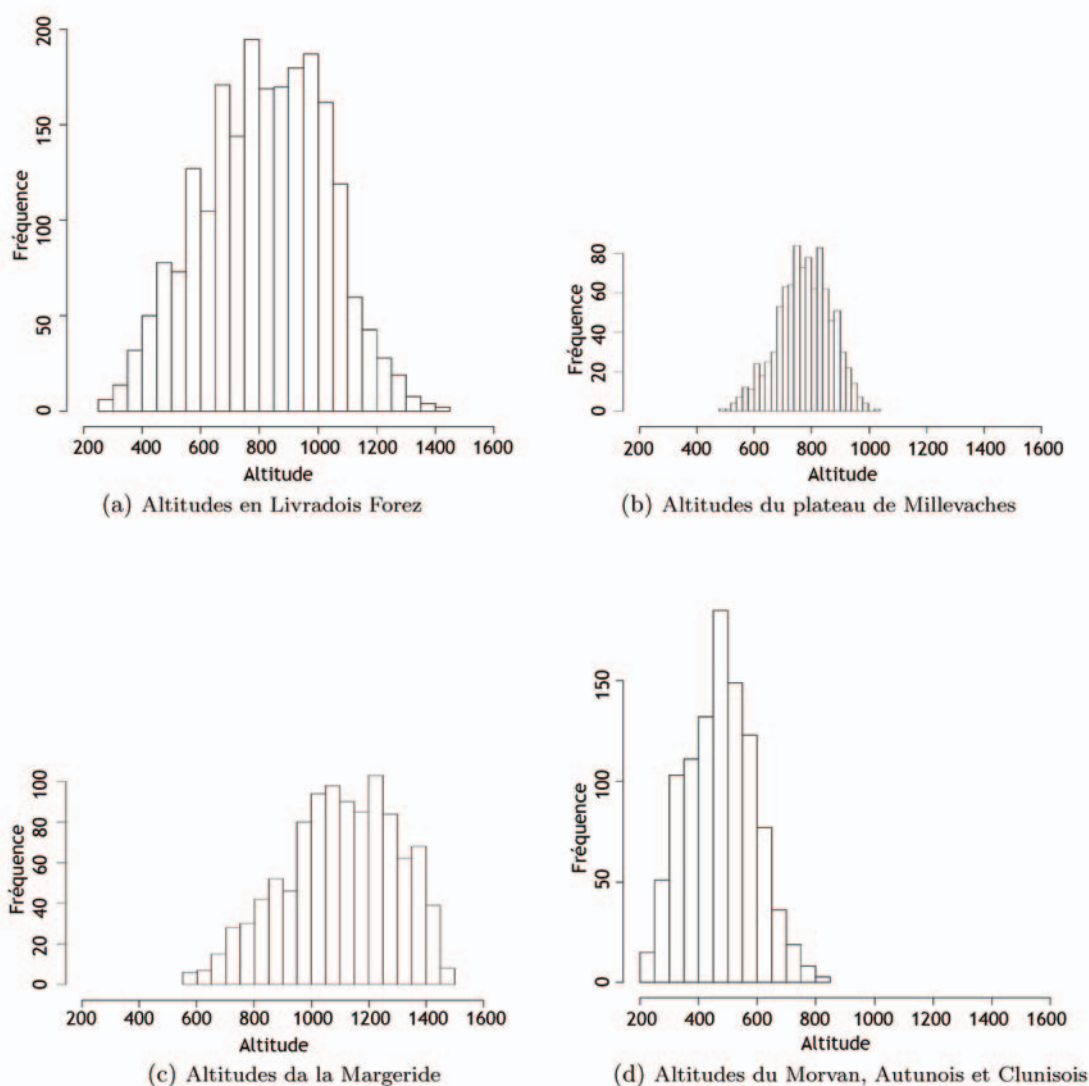 200
150
100
50
0
Fréquence
200 400 600 800 1000 1200 1400 1600
Altitude
(a) Altitudes en Livradois Forez
80
60
40
20
0
Fréquence
200 400 600 800 1000 1200 1400 1600
Altitude
(b) Altitudes du plateau de Millevaches
100
80
60
40
20
0
Fréquence
200 400 600 800 1000 1200 1400 1600
Altitude
(c) Altitudes da la Margeride
150
100
50
0
Fréquence
200 400 600 800 1000 1200 1400 1600
Altitude
(d) Altitudes du Morvan, Autunois et Clunisois